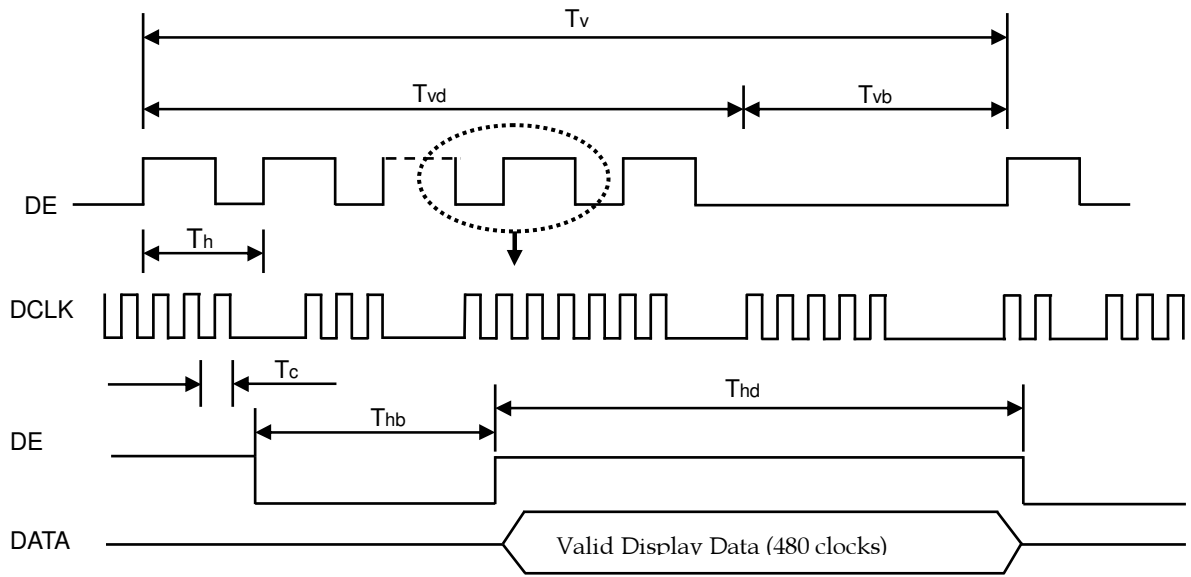 Tv
Tvd
Tvb
DE
Th
DCLK
Tc
Thd
Thb
DE
DATA
Valid Display Data (480 clocks)